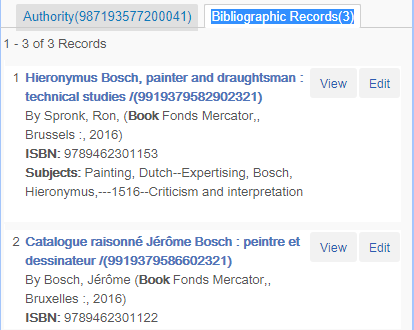 Authority(987193577200041) Bibliographic Records(3)
1 - 3 of 3 Records
1 Hieronymus Bosch, painter and draughtsman : View Edit
technical studies /(9919379582902321)
By Spronk, Ron, (Book Fonds Mercator,,
Brussels :, 2016)
ISBN: 9789462301153
Subjects: Painting, Dutch--Expertising, Bosch,
Hieronymus,---1516--Criticism and interpretation
2 Catalogue raisonné Jérôme Bosch : peintre et View Edit
dessinateur /(9919379586602321)
By Bosch, Jérôme (Book Fonds Mercator,,
Bruxelles :, 2016)
ISBN: 9789462301122